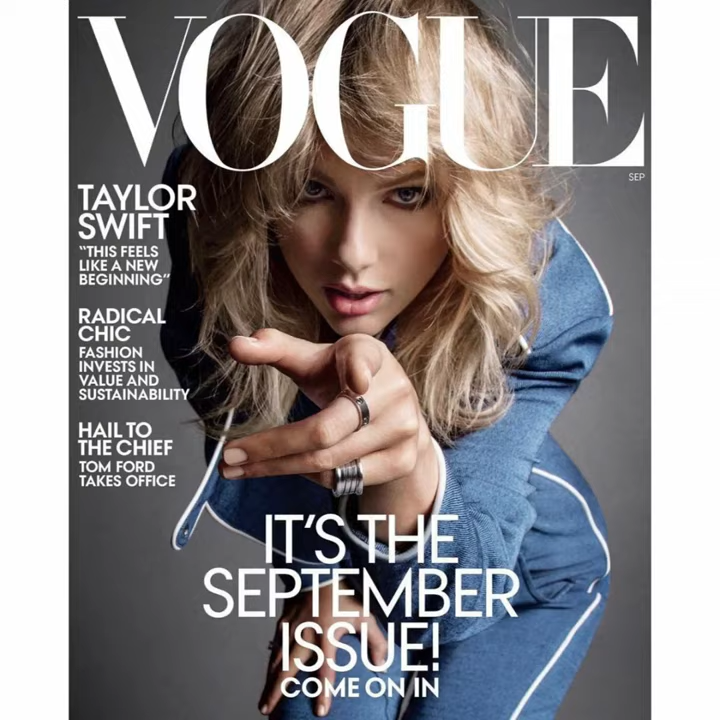 VOGUE
SEP
TAYLOR
SWIFT
“THIS FEELS
LIKE A NEW
BEGINNING”
RADICAL
CHIC
FASHION
INVESTS IN
VALUE AND
SUSTAINABILITY
HAIL TO
THE CHIEF
TOM FORD
TAKES OFFICE
IT'S THE
SEPTEMBER
ISSUE!
COME ON IN